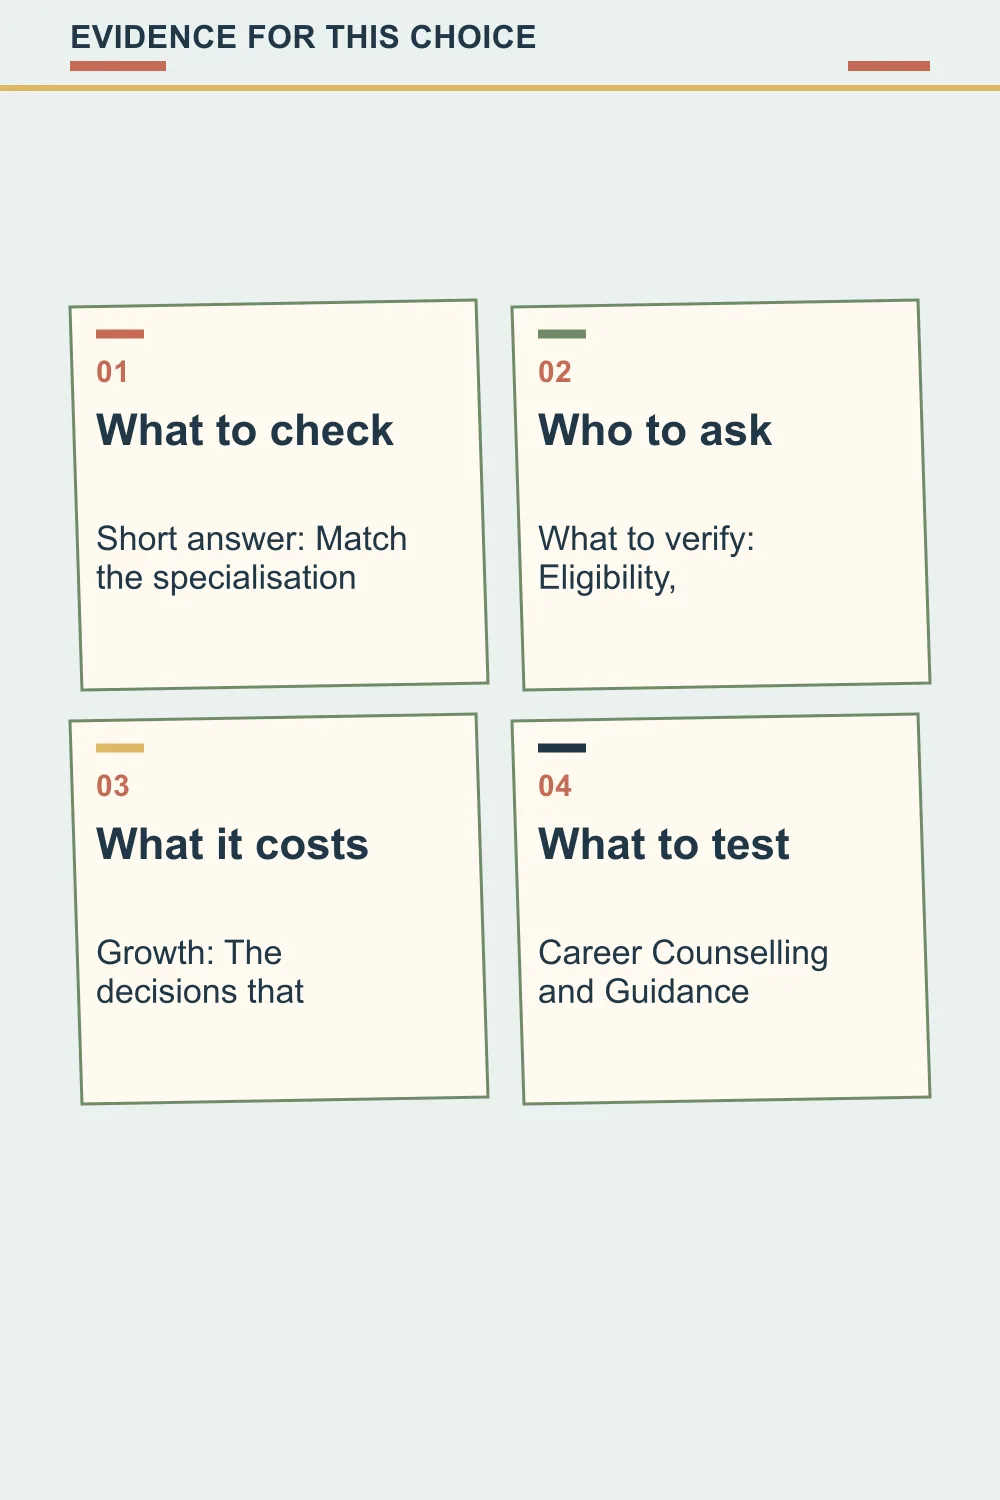 EVIDENCE FOR THIS CHOICE
01
What to check
Short answer: Match
the specialisation
02
Who to ask
What to verify:
Eligibility,
03
What it costs
Growth: The
decisions that
04
What to test
Career Counselling
and Guidance